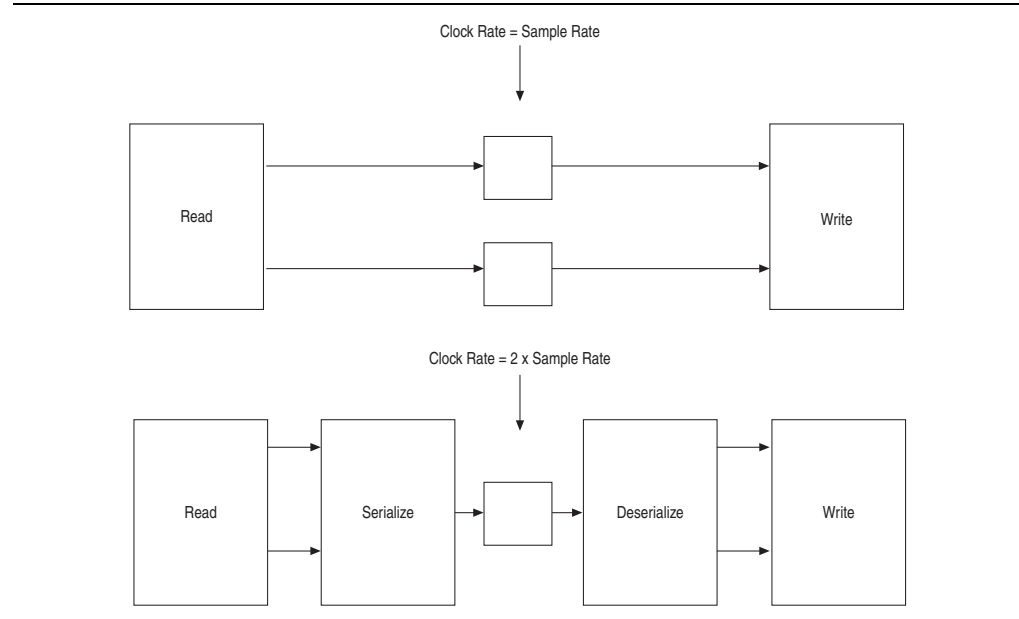 Clock Rate = Sample Rate
Read
Write
Clock Rate = 2 x Sample Rate
Read
Serialize
Deserialize
Write